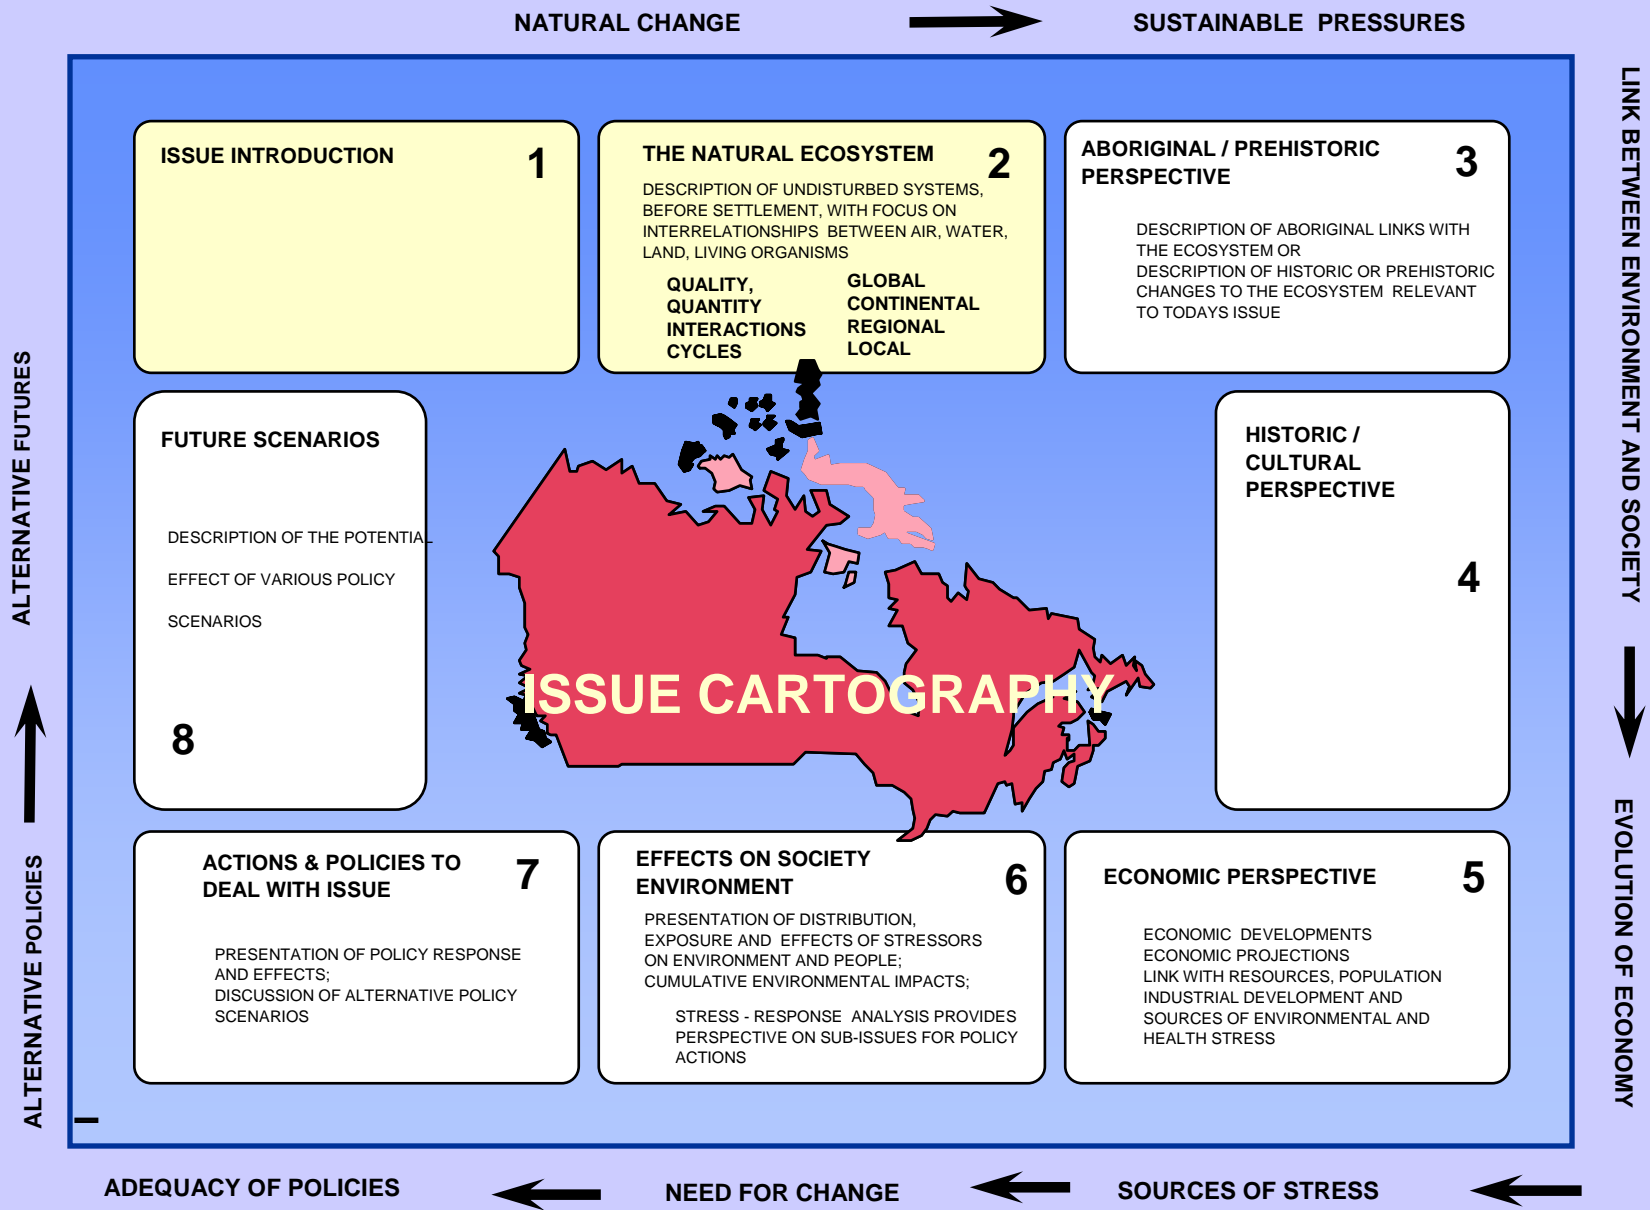 NATURAL CHANGE
SUSTAINABLE PRESSURES
LINK BETWEEN ENVIRONMENT AND SOCIETY
EVOLUTION OF ECONOMY
ISSUE INTRODUCTION
1
THE NATURAL ECOSYSTEM
2
DESCRIPTION OF UNDISTURBED SYSTEMS,
BEFORE SETTLEMENT, WITH FOCUS ON
INTERRELATIONSHIPS BETWEEN AIR, WATER,
LAND, LIVING ORGANISMS
QUALITY,
QUANTITY
INTERACTIONS
CYCLES
GLOBAL
CONTINENTAL
REGIONAL
LOCAL
ABORIGINAL / PREHISTORIC
PERSPECTIVE
3
DESCRIPTION OF ABORIGINAL LINKS WITH
THE ECOSYSTEM OR
DESCRIPTION OF HISTORIC OR PREHISTORIC
CHANGES TO THE ECOSYSTEM RELEVANT
TO TODAYS ISSUE
HISTORIC /
CULTURAL
PERSPECTIVE
4
ISSUE CARTOGRAPHY
ECONOMIC PERSPECTIVE
5
ECONOMIC DEVELOPMENTS
ECONOMIC PROJECTIONS
LINK WITH RESOURCES, POPULATION
INDUSTRIAL DEVELOPMENT AND
SOURCES OF ENVIRONMENTAL AND
HEALTH STRESS
EFFECTS ON SOCIETY
ENVIRONMENT
6
PRESENTATION OF DISTRIBUTION,
EXPOSURE AND EFFECTS OF STRESSORS
ON ENVIRONMENT AND PEOPLE;
CUMULATIVE ENVIRONMENTAL IMPACTS;
STRESS - RESPONSE ANALYSIS PROVIDES
PERSPECTIVE ON SUB-ISSUES FOR POLICY
ACTIONS
ACTIONS & POLICIES TO
DEAL WITH ISSUE
7
PRESENTATION OF POLICY RESPONSE
AND EFFECTS;
DISCUSSION OF ALTERNATIVE POLICY
SCENARIOS
FUTURE SCENARIOS
DESCRIPTION OF THE POTENTIAL
EFFECT OF VARIOUS POLICY
SCENARIOS
8
SOURCES OF STRESS
NEED FOR CHANGE
ADEQUACY OF POLICIES
ALTERNATIVE POLICIES
ALTERNATIVE FUTURES